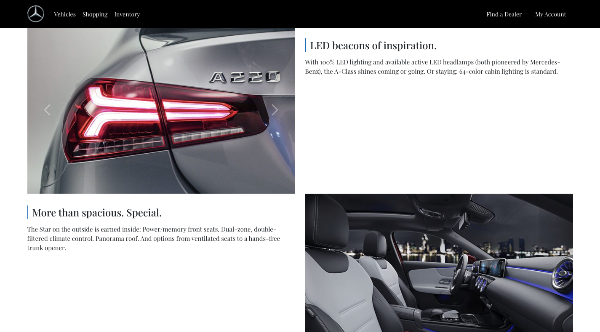 Vehicles Shopping Inventory Find a Dealer My Account
A220
LED beacons of inspiration.
With 100% LED lighting and available active LED headlamps (both pioneered by Mercedes-
Benz), the A-Class shines coming or going. Or staying: 64-color cabin lighting is standard.
More than spacious. Special.
The Star on the outside is earned inside: Power/memory front seats. Dual-zone, double-
filtered climate control. Panorama roof. And options from ventilated seats to a hands-free
trunk opener.